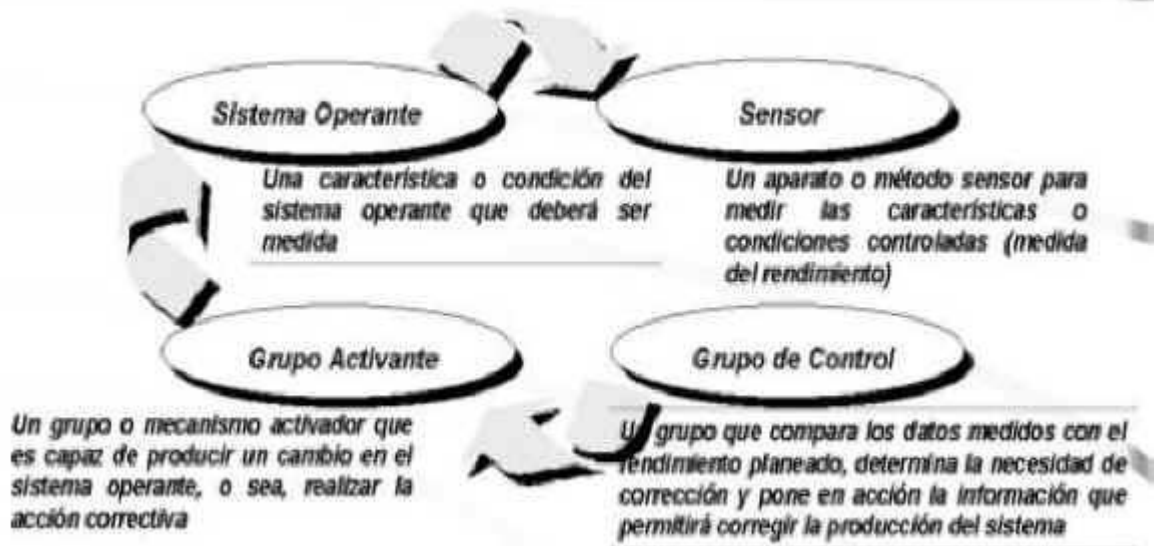 Sistema Operante
Sensor
Una característica o condición del
sistema operante que deberá ser
medida
Un aparato o método sensor para
medir las características o
condiciones controladas (medida
del rendimiento)
Grupo Activante
Grupo de Control
Un grupo o mecanismo activador que
es capaz de producir un cambio en el
sistema operante, o sea, realizar la
acción correctiva
Un grupo que compara los datos medidos con el
rendimiento planeado, determina la necesidad de
corrección y pone en acción la información que
permitirá corregir la producción del sistema